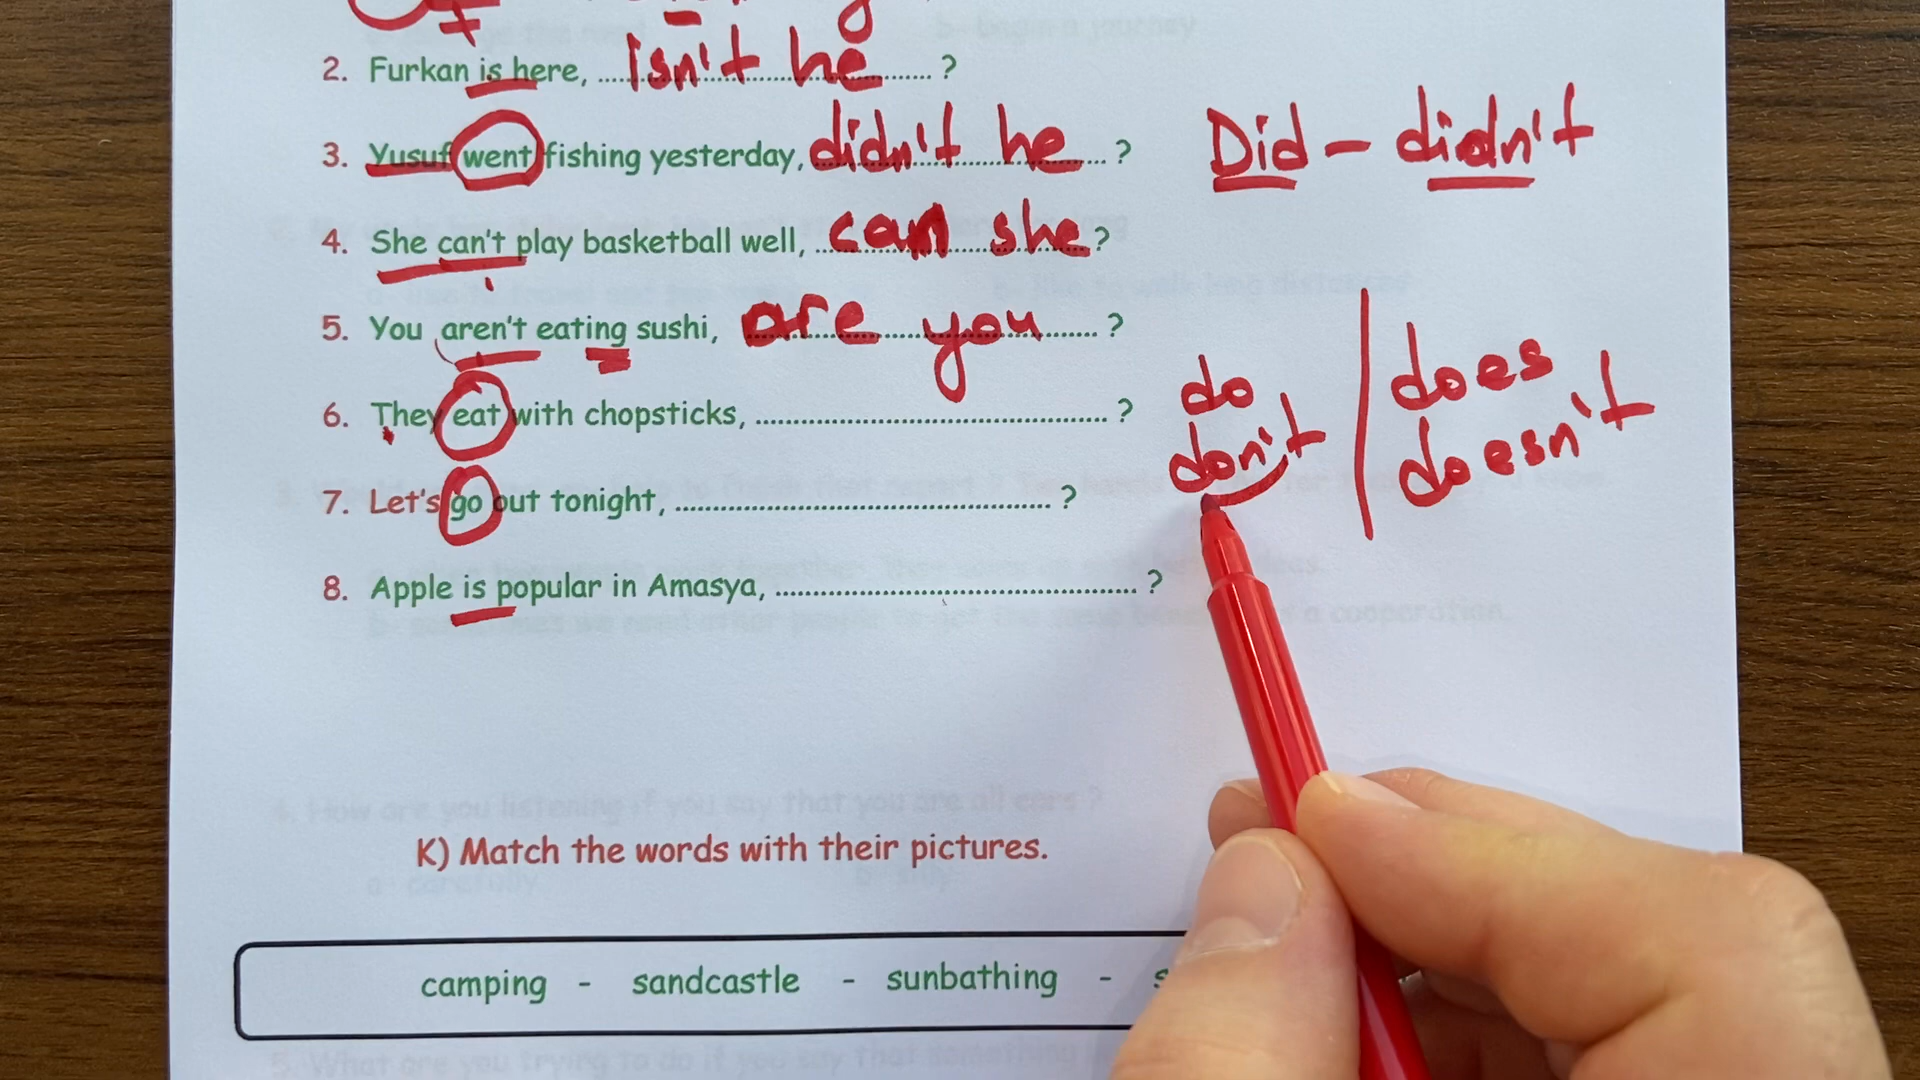 2. Furkan is here, ....isn't he.... ?
3. Yusuf went fishing yesterday, didn't he ... ? Did - didn't
4. She can't play basketball well, ..can she?
5. You aren't eating sushi, are you ...... ?
6. They eat with chopsticks, ................................ ? do does
don't doesn't
7. Let's go out tonight, ................................ ?
8. Apple is popular in Amasya, ................................ ?
K) Match the words with their pictures.
camping - sandcastle - sunbathing -